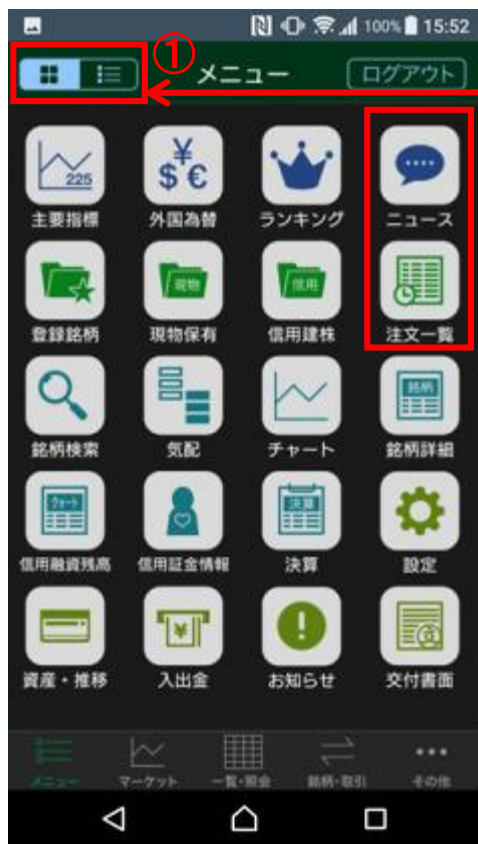 100% 15:52
①
メニュー ログアウト
225 ¥ $ €
主要指標 外国為替 ランキング ニュース
現物 信用
登録銘柄 現物保有 信用建株 注文一覧
銘柄
銘柄検索 気配 チャート 銘柄詳細
クォート 決算
信用融資残高 信用証金情報 決算 設定
¥
資産・推移 入出金 お知らせ 交付書面
メニュー マーケット 一覧・照会 銘柄・取引 その他